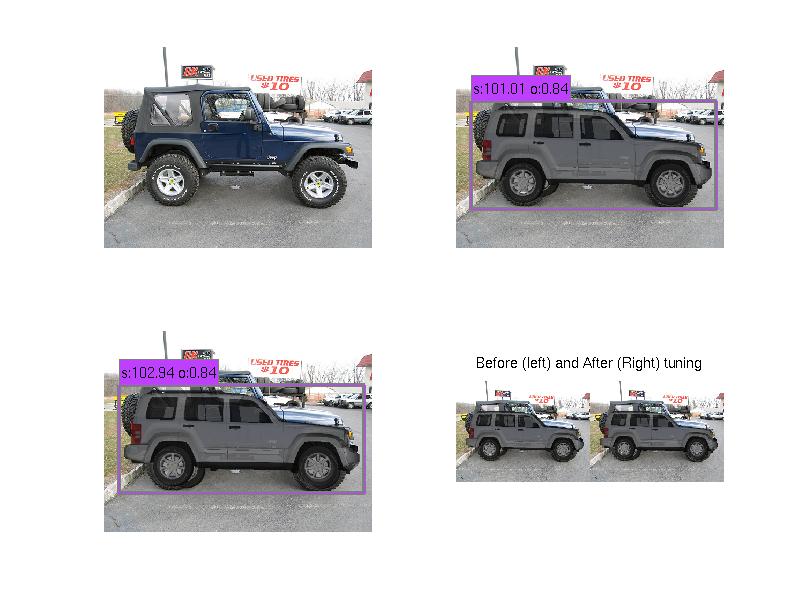 USED TIRES
$10
Jeep
s:101.01 o:0.84
s:102.94 o:0.84
USED TIRES
$10
Before (left) and After (Right) tuning